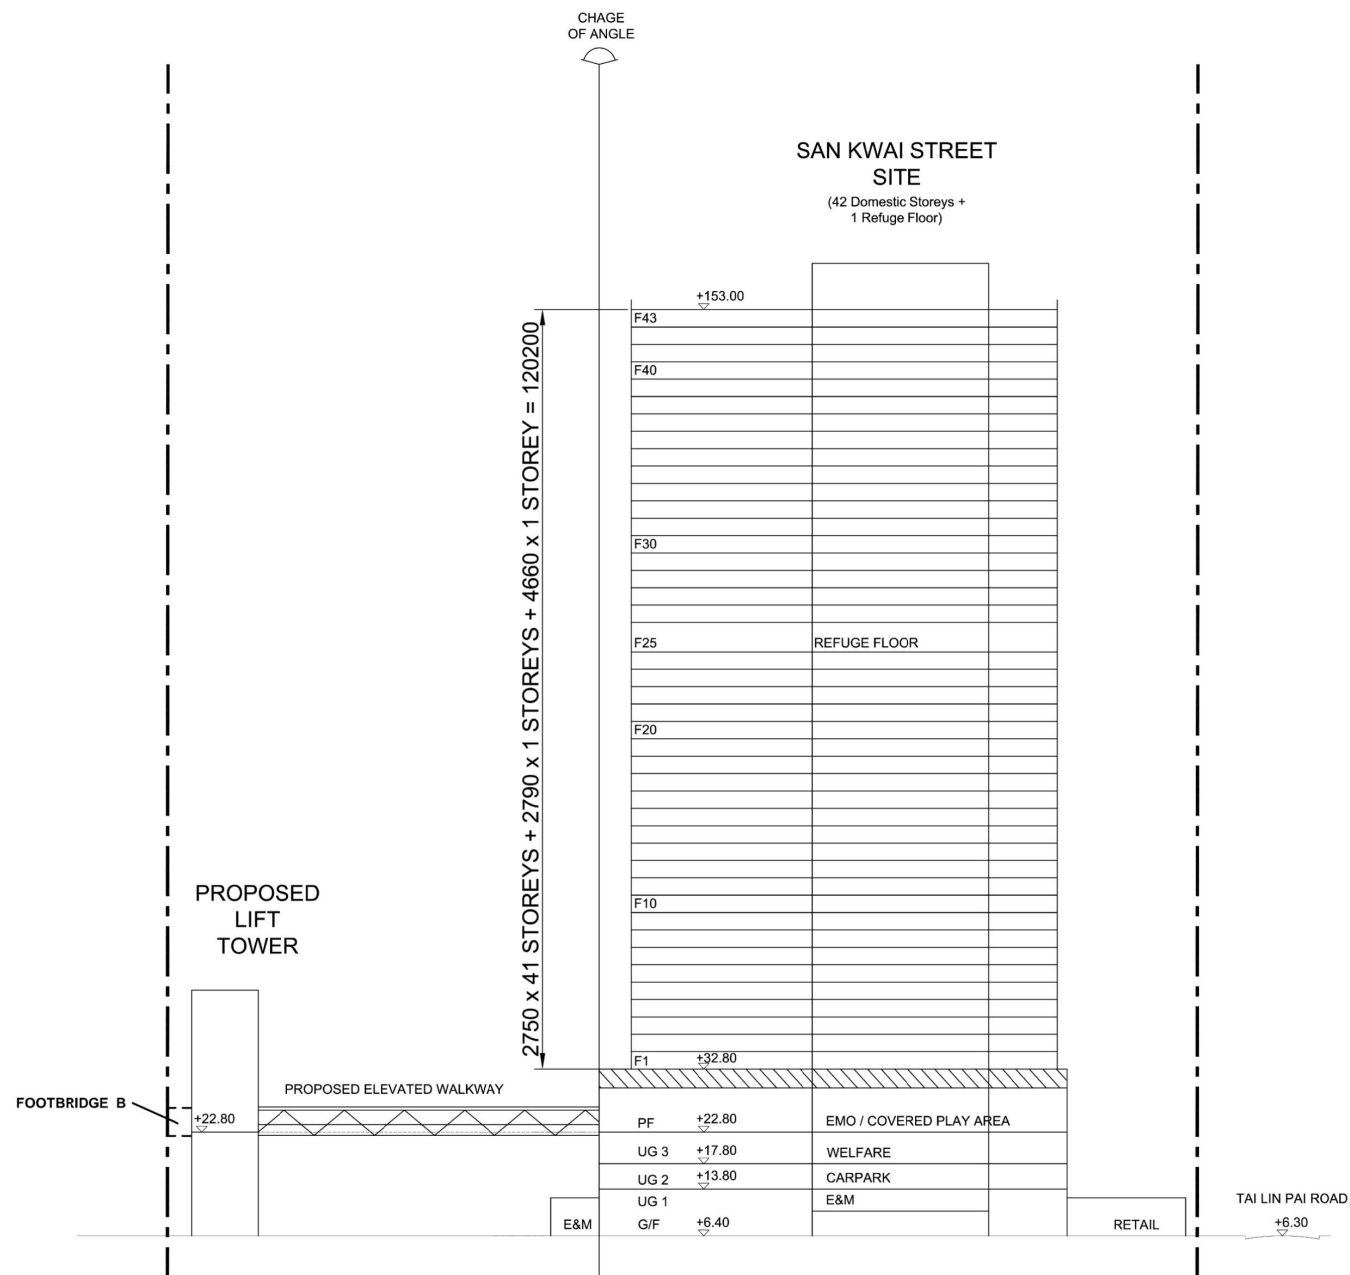 CHAGE
OF ANGLE
SAN KWAI STREET
SITE
(42 Domestic Storeys +
1 Refuge Floor)
+153.00
F43
F40
F30
F25
REFUGE FLOOR
F20
F10
F1
+32.80
2750 x 41 STOREYS + 2790 x 1 STOREYS + 4660 x 1 STOREY = 120200
PROPOSED
LIFT
TOWER
PROPOSED ELEVATED WALKWAY
FOOTBRIDGE B
+22.80
PF
+22.80
EMO / COVERED PLAY AREA
UG 3
+17.80
WELFARE
UG 2
+13.80
CARPARK
UG 1
E&M
E&M
G/F
+6.40
RETAIL
TAI LIN PAI ROAD
+6.30